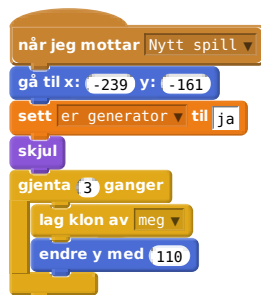 når jeg mottar Nytt spill
gå til x: -239 y: -161
sett er generator til ja
skjul
gjenta 3 ganger
lag klon av meg
endre y med 110